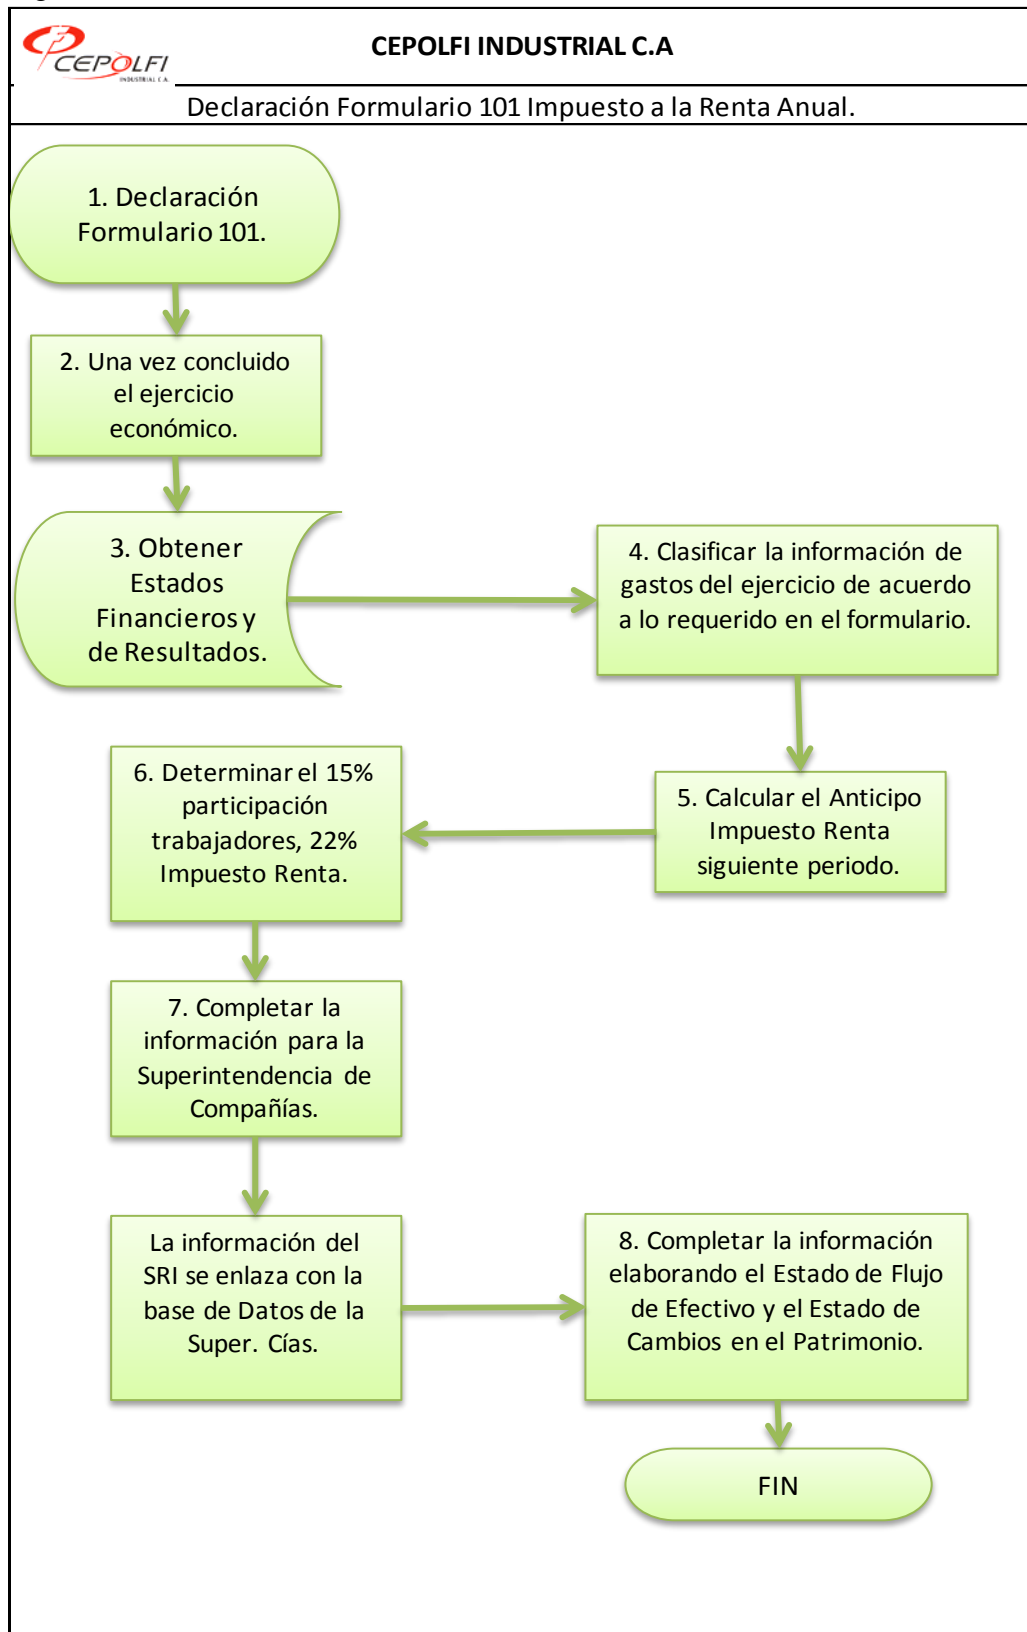 CEPOLFI
INDUSTRIAL C.A.
CEPOLFI INDUSTRIAL C.A
Declaración Formulario 101 Impuesto a la Renta Anual.
1. Declaración
Formulario 101.
2. Una vez concluido
el ejercicio
económico.
3. Obtener
Estados
Financieros y
de Resultados.
4. Clasificar la información de
gastos del ejercicio de acuerdo
a lo requerido en el formulario.
5. Calcular el Anticipo
Impuesto Renta
siguiente periodo.
6. Determinar el 15%
participación
trabajadores, 22%
Impuesto Renta.
7. Completar la
información para la
Superintendencia de
Compañías.
La información del
SRI se enlaza con la
base de Datos de la
Super. Cías.
8. Completar la información
elaborando el Estado de Flujo
de Efectivo y el Estado de
Cambios en el Patrimonio.
FIN